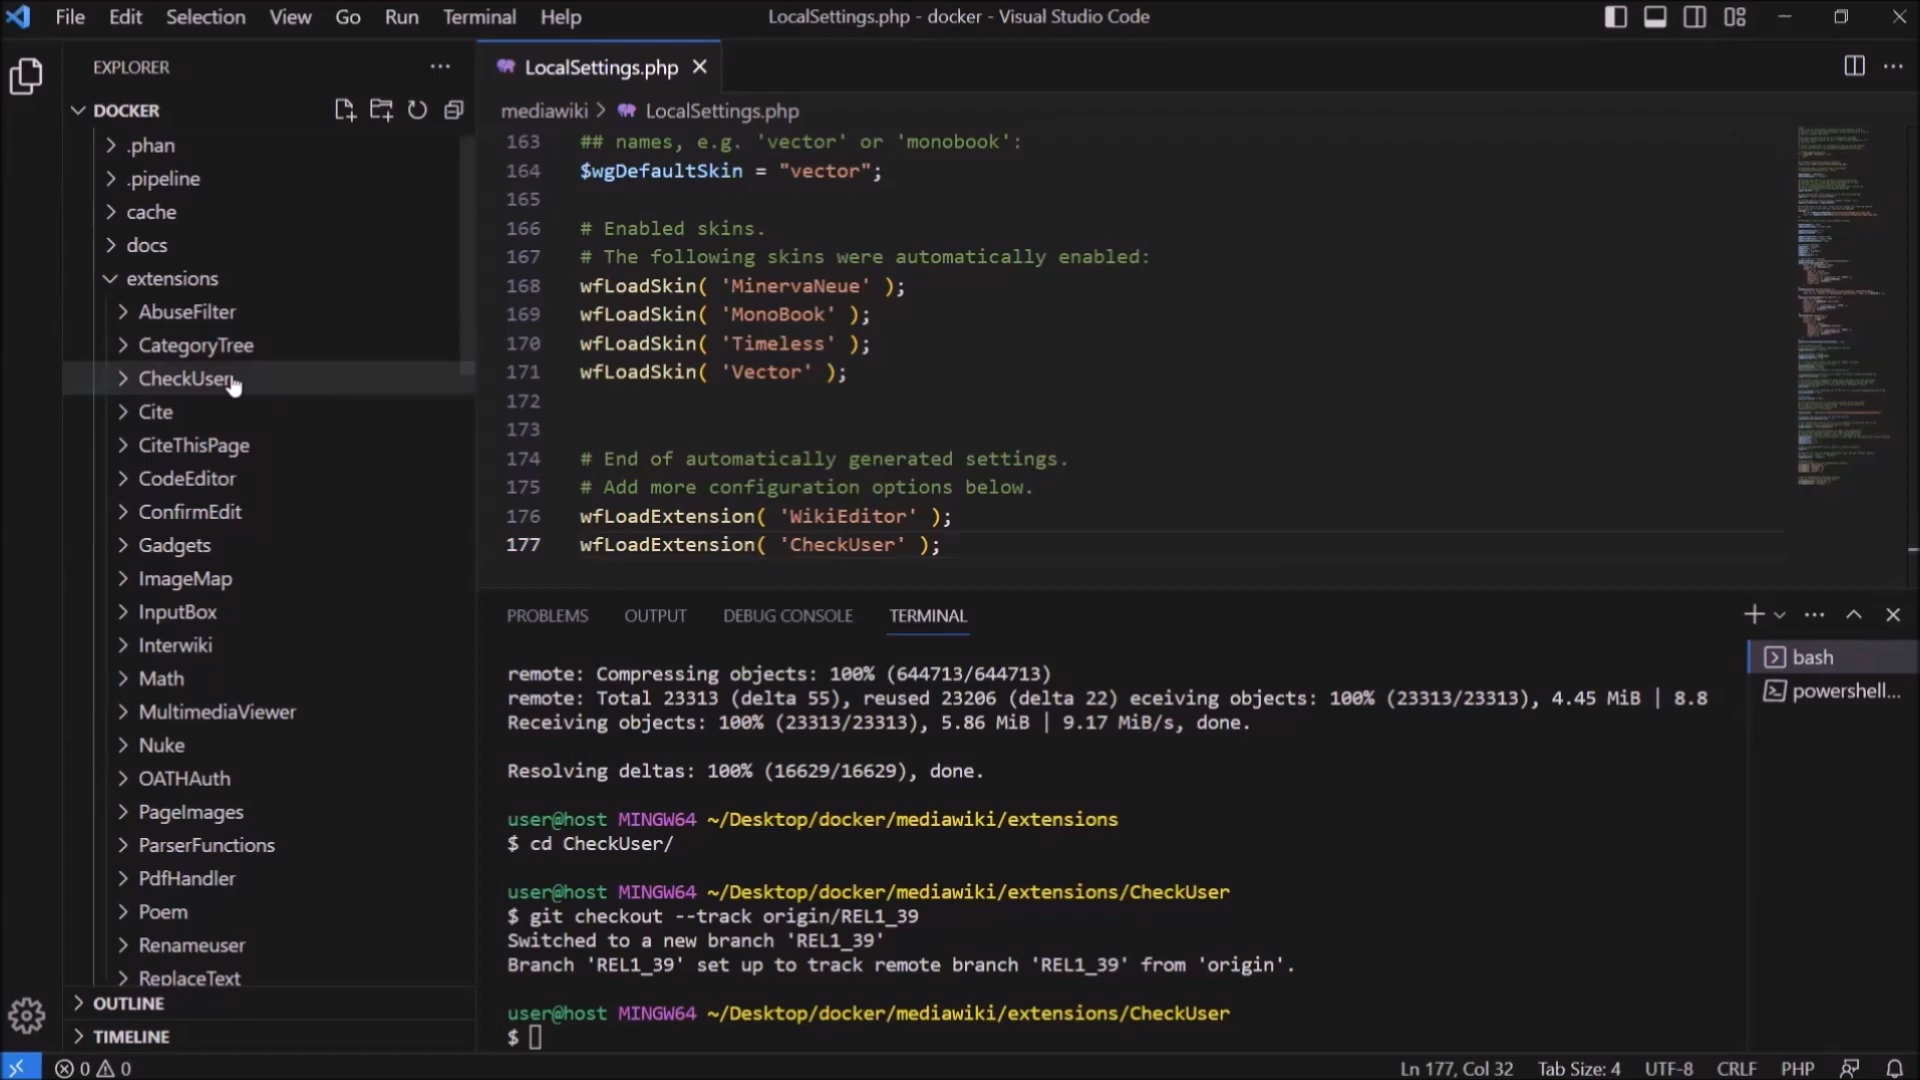 File Edit Selection View Go Run Terminal Help
LocalSettings.php - docker - Visual Studio Code
EXPLORER
DOCKER
.phan
.pipeline
cache
docs
extensions
AbuseFilter
CategoryTree
CheckUser
Cite
CiteThisPage
CodeEditor
ConfirmEdit
Gadgets
ImageMap
InputBox
Interwiki
Math
MultimediaViewer
Nuke
OATHAuth
PageImages
ParserFunctions
PdfHandler
Poem
Renameuser
ReplaceText
OUTLINE
TIMELINE
LocalSettings.php
mediawiki > LocalSettings.php
163 ## names, e.g. 'vector' or 'monobook':
164 $wgDefaultSkin = "vector";
165
166 # Enabled skins.
167 # The following skins were automatically enabled:
168 wfLoadSkin( 'MinervaNeue' );
169 wfLoadSkin( 'MonoBook' );
170 wfLoadSkin( 'Timeless' );
171 wfLoadSkin( 'Vector' );
172
173
174 # End of automatically generated settings.
175 # Add more configuration options below.
176 wfLoadExtension( 'WikiEditor' );
177 wfLoadExtension( 'CheckUser' );
PROBLEMS OUTPUT DEBUG CONSOLE TERMINAL
remote: Compressing objects: 100% (644713/644713)
remote: Total 23313 (delta 55), reused 23206 (delta 22) eceiving objects: 100% (23313/23313), 4.45 MiB | 8.8
Receiving objects: 100% (23313/23313), 5.86 MiB | 9.17 MiB/s, done.
Resolving deltas: 100% (16629/16629), done.
user@host MINGW64 ~/Desktop/docker/mediawiki/extensions
$ cd CheckUser/
user@host MINGW64 ~/Desktop/docker/mediawiki/extensions/CheckUser
$ git checkout --track origin/REL1_39
Switched to a new branch 'REL1_39'
Branch 'REL1_39' set up to track remote branch 'REL1_39' from 'origin'.
user@host MINGW64 ~/Desktop/docker/mediawiki/extensions/CheckUser
$
bash
powershell...
0 0
Ln 177, Col 32 Tab Size: 4 UTF-8 CRLF PHP